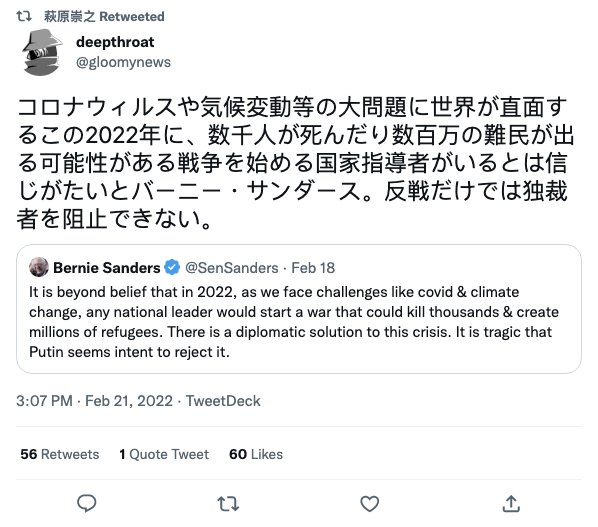 萩原崇之 Retweeted
deepthroat
@gloomynews
コロナウィルスや気候変動等の大問題に世界が直面す
るこの2022年に、数千人が死んだり数百万の難民が出
る可能性がある戦争を始める国家指導者がいるとは信
じがたいとバーニー・サンダース。反戦だけでは独裁
者を阻止できない。
Bernie Sanders @SenSanders · Feb 18
It is beyond belief that in 2022, as we face challenges like covid & climate
change, any national leader would start a war that could kill thousands & create
millions of refugees. There is a diplomatic solution to this crisis. It is tragic that
Putin seems intent to reject it.
3:07 PM · Feb 21, 2022 · TweetDeck
56 Retweets 1 Quote Tweet 60 Likes